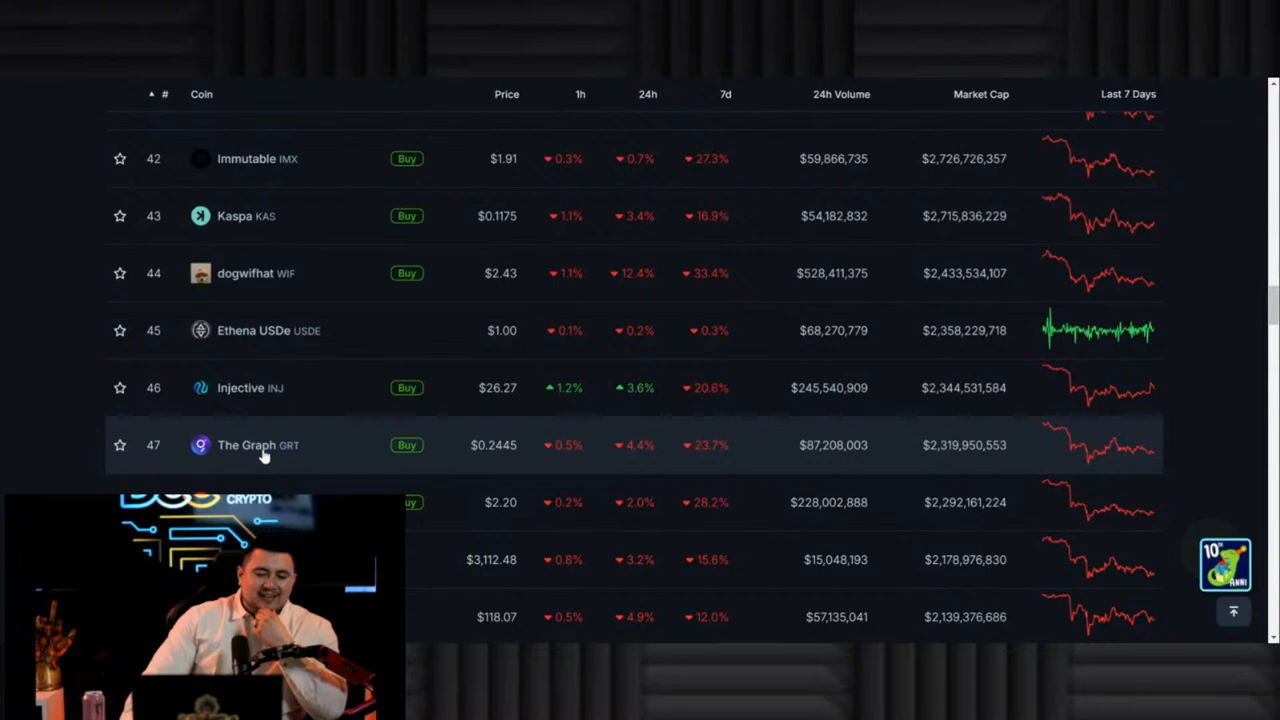 # Coin Price 1h 24h 7d 24h Volume Market Cap Last 7 Days
42 Immutable IMX Buy $1.91 0.3% 0.7% 27.3% $59,866,735 $2,726,726,357
43 Kaspa KAS Buy $0.1175 1.1% 3.4% 16.9% $54,182,832 $2,715,836,229
44 dogwifhat WIF Buy $2.43 1.1% 12.4% 33.4% $528,411,375 $2,433,534,107
45 Ethena USDe USDE $1.00 0.1% 0.2% 0.3% $68,270,779 $2,358,229,718
46 Injective INJ Buy $26.27 1.2% 3.6% 20.6% $245,540,909 $2,344,531,584
47 The Graph GRT Buy $0.2445 0.5% 4.4% 23.7% $87,208,003 $2,319,950,553
uy $2.20 0.2% 2.0% 28.2% $228,002,888 $2,292,161,224
$3,112.48 0.8% 3.2% 15.6% $15,048,193 $2,178,976,830
$118.07 0.5% 4.9% 12.0% $57,135,041 $2,139,376,686
CRYPTO
10th
ANNI